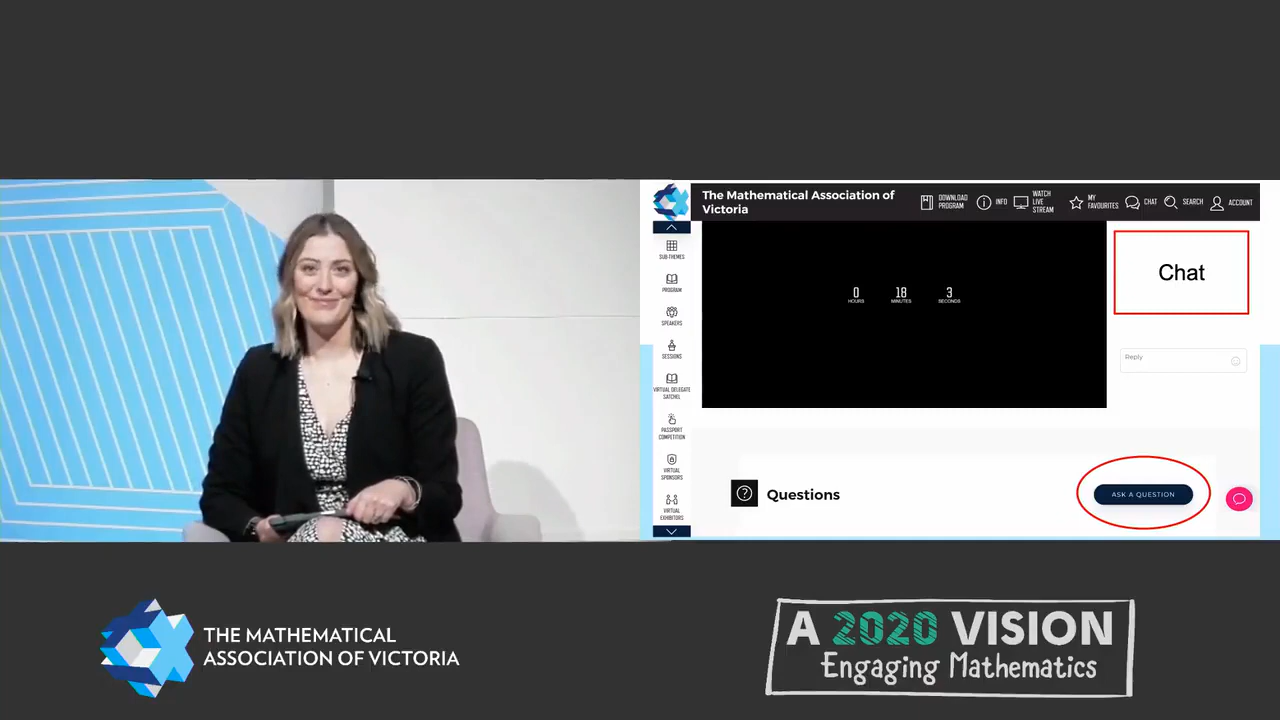 The Mathematical Association of
Victoria
DOWNLOAD
PROGRAM
INFO
WATCH
LIVE
STREAM
MY
FAVOURITES
CHAT
SEARCH
ACCOUNT
SUB-THEMES
PROGRAM
SPEAKERS
SESSIONS
VIRTUAL DELEGATE
SATCHEL
PASSPORT
COMPETITION
VIRTUAL
SPONSORS
VIRTUAL
EXHIBITORS
0 18 3
HOURS MINUTES SECONDS
Chat
Reply
? Questions
ASK A QUESTION
THE MATHEMATICAL
ASSOCIATION OF VICTORIA
A 2020 VISION
Engaging Mathematics